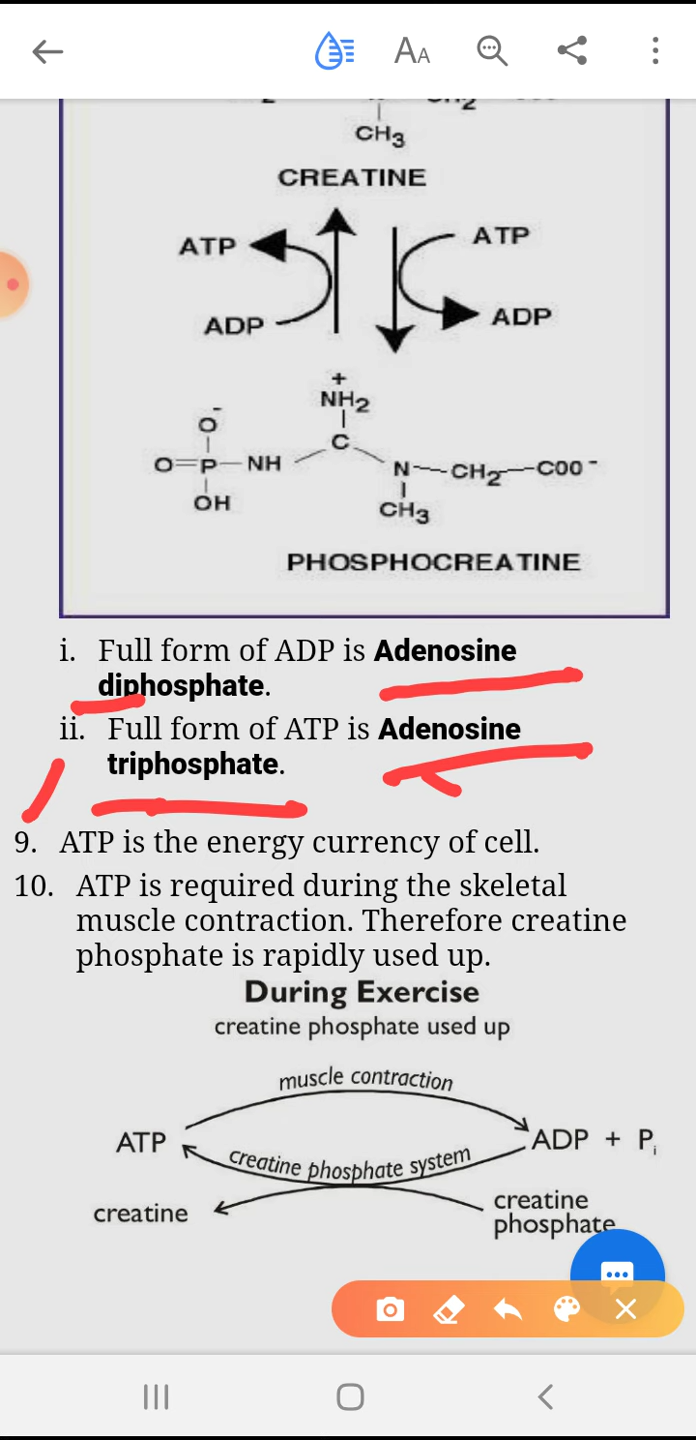 AA
CH3
CREATINE
ATP ATP
ADP ADP
+
NH2
O-
C
O=P-NH N-CH2-COO-
OH CH3
PHOSPHOCREATINE
i. Full form of ADP is Adenosine
diphosphate.
ii. Full form of ATP is Adenosine
triphosphate.
9. ATP is the energy currency of cell.
10. ATP is required during the skeletal
muscle contraction. Therefore creatine
phosphate is rapidly used up.
During Exercise
creatine phosphate used up
muscle contraction
ATP ADP + Pi
creatine phosphate system
creatine creatine
phosphate